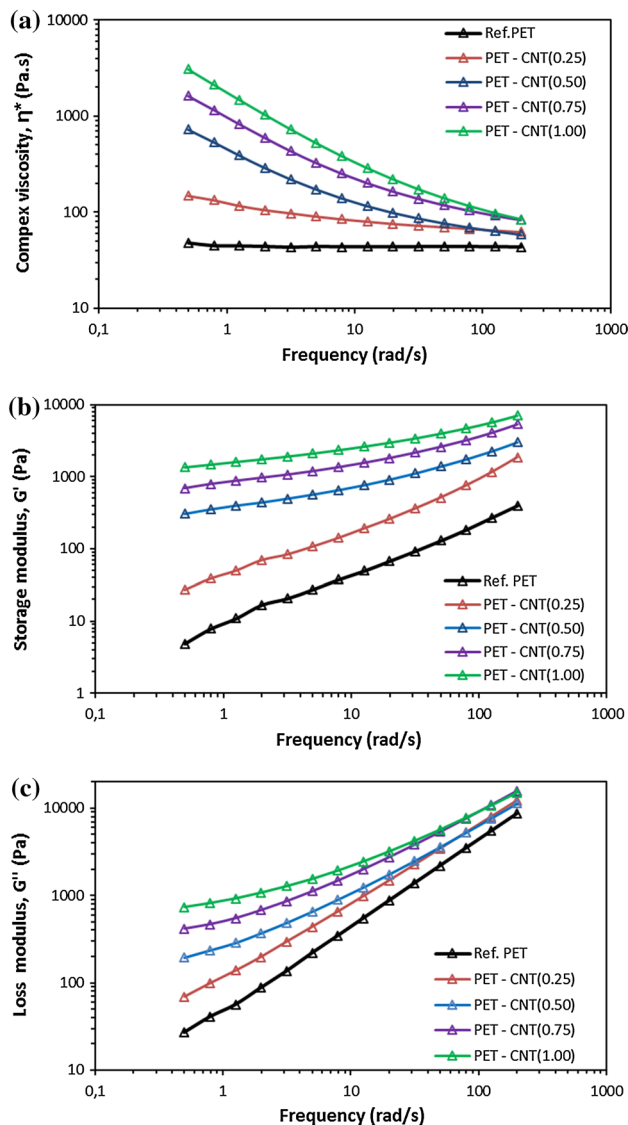 (a)
Compex viscosity, η* (Pa.s)
10000
1000
100
10
0,1
1
10
100
1000
Frequency (rad/s)
Ref.PET
PET - CNT(0.25)
PET - CNT(0.50)
PET - CNT(0.75)
PET - CNT(1.00)
(b)
Storage modulus, G' (Pa)
10000
1000
100
10
1
0,1
1
10
100
1000
Frequency (rad/s)
Ref. PET
PET - CNT(0.25)
PET - CNT(0.50)
PET - CNT(0.75)
PET - CNT(1.00)
(c)
Loss modulus, G'' (Pa)
10000
1000
100
10
0,1
1
10
100
1000
Frequency (rad/s)
Ref. PET
PET - CNT(0.25)
PET - CNT(0.50)
PET - CNT(0.75)
PET - CNT(1.00)